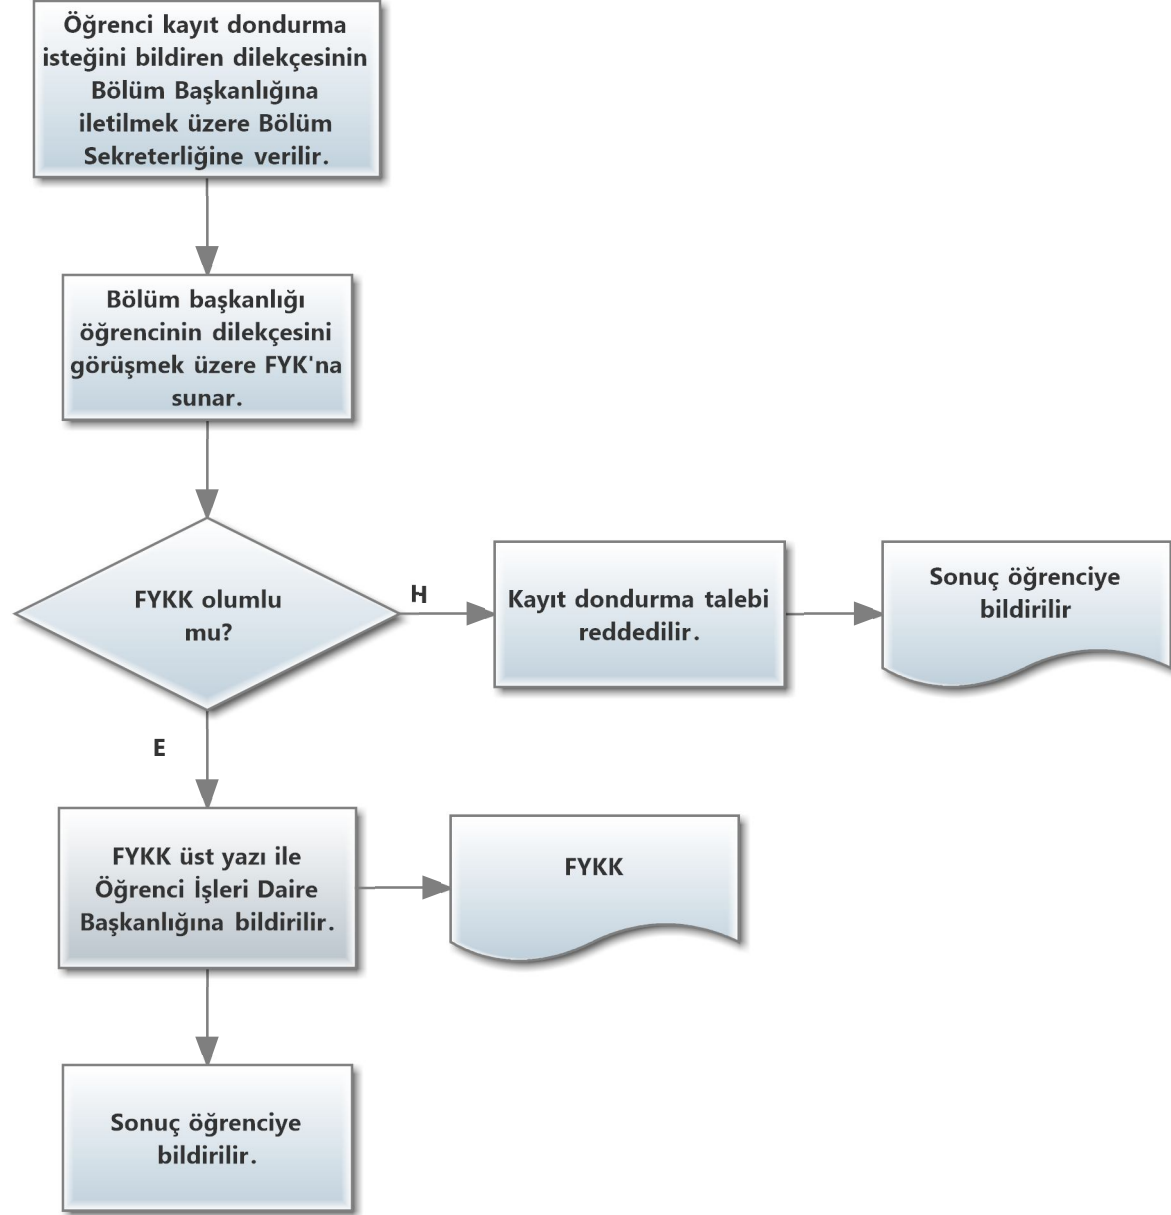 Öğrenci kayıt dondurma
isteğini bildiren dilekçesinin
Bölüm Başkanlığına
iletilmek üzere Bölüm
Sekreterliğine verilir.
Bölüm başkanlığı
öğrencinin dilekçesini
görüşmek üzere FYK'na
sunar.
FYKK olumlu
mu?
H
Kayıt dondurma talebi
reddedilir.
Sonuç öğrenciye
bildirilir
E
FYKK üst yazı ile
Öğrenci İşleri Daire
Başkanlığına bildirilir.
FYKK
Sonuç öğrenciye
bildirilir.